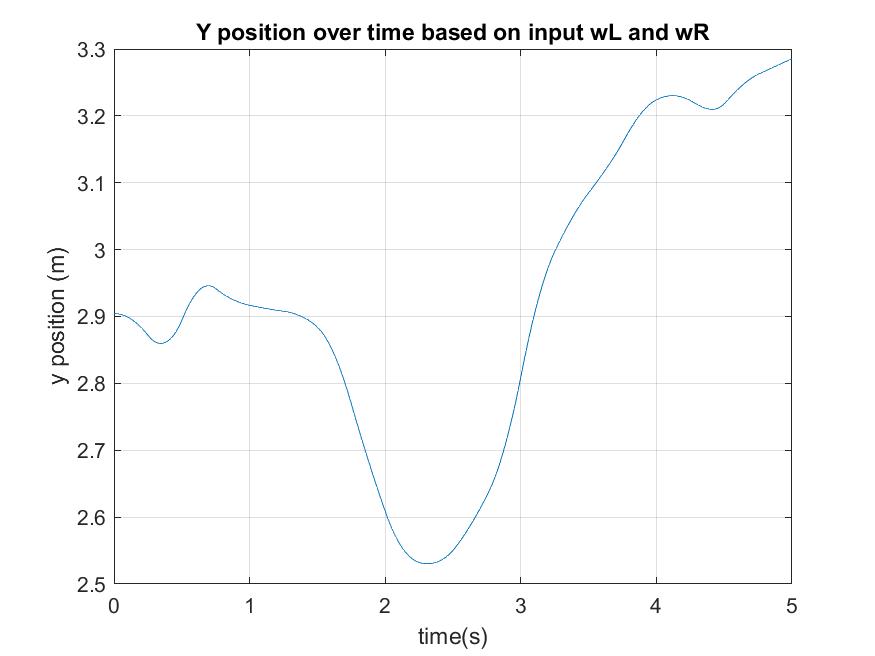 Y position over time based on input wL and wR
3.3
3.2
3.1
3
2.9
2.8
2.7
2.6
2.5
y position (m)
0 1 2 3 4 5
time(s)